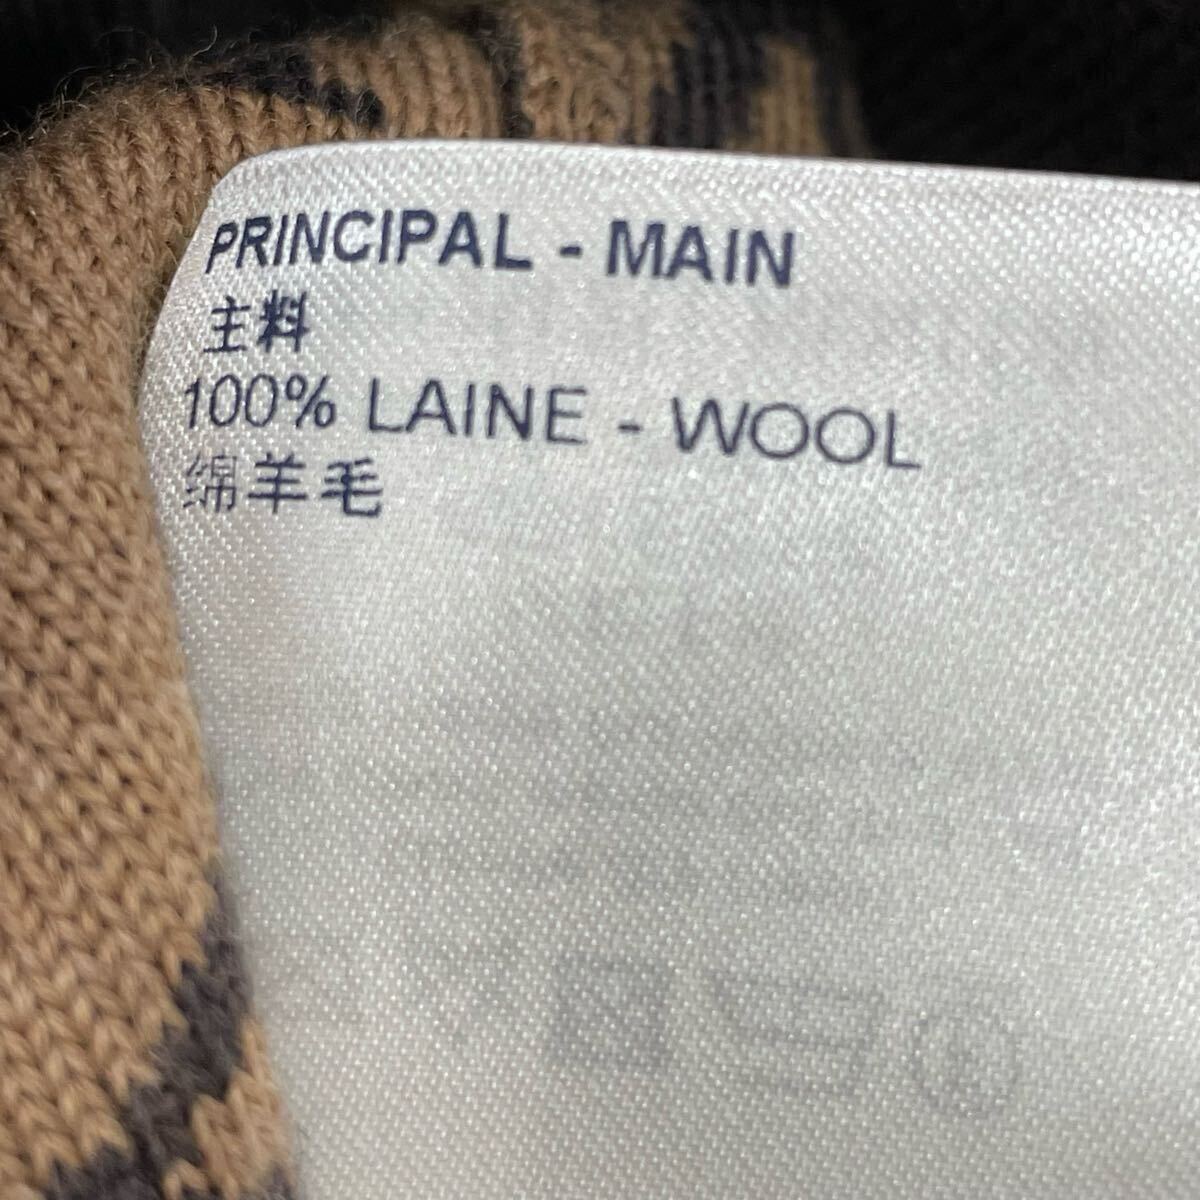 PRINCIPAL - MAIN
主料
100% LAINE - WOOL
绵羊毛